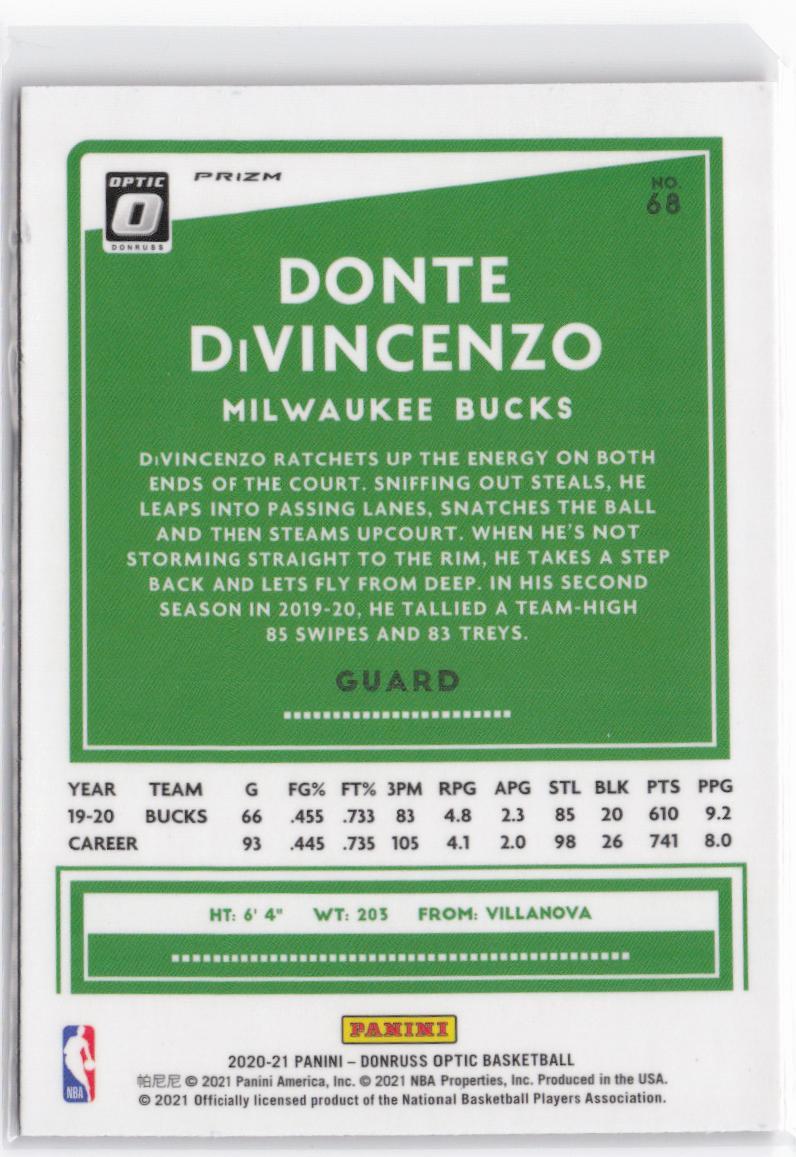 OPTIC
DONRUSS
PRIZM
NO.
68
DONTE
DiVINCENZO
MILWAUKEE BUCKS
DiVINCENZO RATCHETS UP THE ENERGY ON BOTH
ENDS OF THE COURT. SNIFFING OUT STEALS, HE
LEAPS INTO PASSING LANES, SNATCHES THE BALL
AND THEN STEAMS UPCOURT. WHEN HE'S NOT
STORMING STRAIGHT TO THE RIM, HE TAKES A STEP
BACK AND LETS FLY FROM DEEP. IN HIS SECOND
SEASON IN 2019-20, HE TALLIED A TEAM-HIGH
85 SWIPES AND 83 TREYS.
GUARD
YEAR TEAM G FG% FT% 3PM RPG APG STL BLK PTS PPG
19-20 BUCKS 66 .455 .733 83 4.8 2.3 85 20 610 9.2
CAREER 93 .445 .735 105 4.1 2.0 98 26 741 8.0
HT: 6' 4" WT: 203 FROM: VILLANOVA
PANINI
2020-21 PANINI – DONRUSS OPTIC BASKETBALL
帕尼尼 © 2021 Panini America, Inc. © 2021 NBA Properties, Inc. Produced in the USA.
© 2021 Officially licensed product of the National Basketball Players Association.
NBA